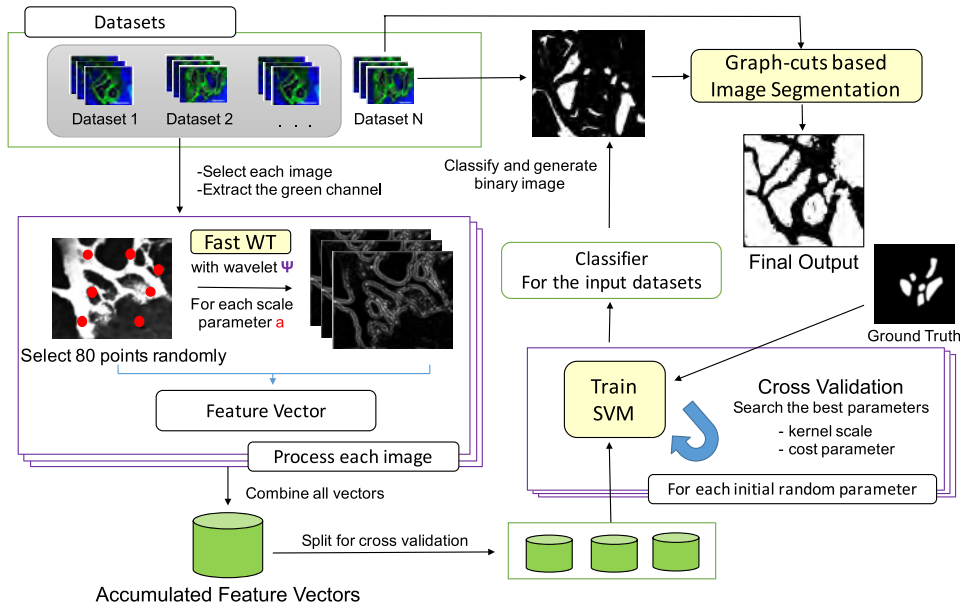 Datasets
Dataset 1
Dataset 2
. . .
Dataset N
-Select each image
-Extract the green channel
Classify and generate
binary image
Graph-cuts based
Image Segmentation
Final Output
Fast WT
with wavelet Ψ
For each scale
parameter a
Select 80 points randomly
Feature Vector
Process each image
Combine all vectors
Accumulated Feature Vectors
Split for cross validation
Classifier
For the input datasets
Ground Truth
Train
SVM
Cross Validation
Search the best parameters
- kernel scale
- cost parameter
For each initial random parameter